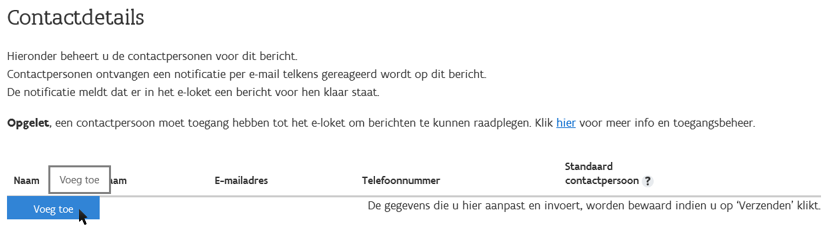 Contactdetails
Hieronder beheert u de contactpersonen voor dit bericht.
Contactpersonen ontvangen een notificatie per e-mail telkens gereageerd wordt op dit bericht.
De notificatie meldt dat er in het e-loket een bericht voor hen klaar staat.
Opgelet, een contactpersoon moet toegang hebben tot het e-loket om berichten te kunnen raadplegen. Klik hier voor meer info en toegangsbeheer.
Naam Voeg toe E-mailadres Telefoonnummer Standaard
contactpersoon ?
Voeg toe De gegevens die u hier aanpast en invoert, worden bewaard indien u op ‘Verzenden’ klikt.